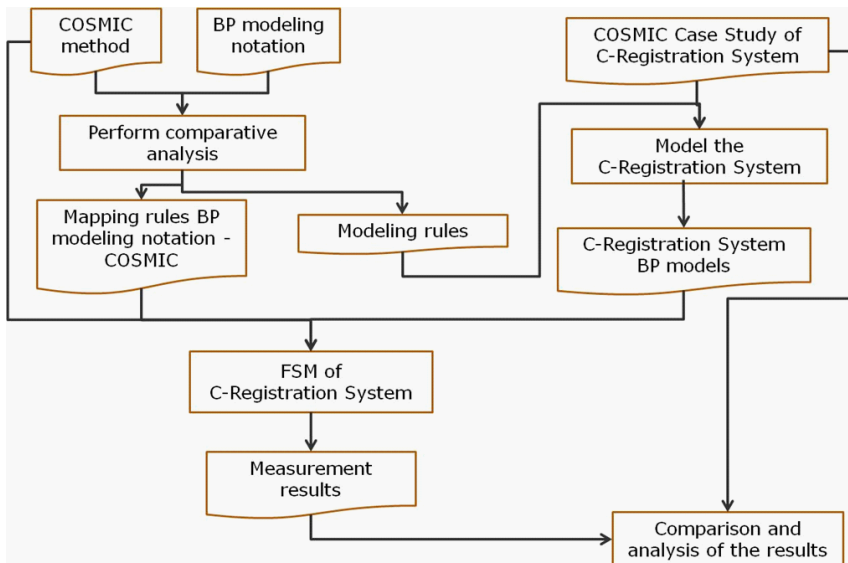 COSMIC
method
BP modeling
notation
COSMIC Case Study of
C-Registration System
Perform comparative
analysis
Model the
C-Registration System
Mapping rules BP
modeling notation -
COSMIC
Modeling rules
C-Registration System
BP models
FSM of
C-Registration System
Measurement
results
Comparison and
analysis of the results